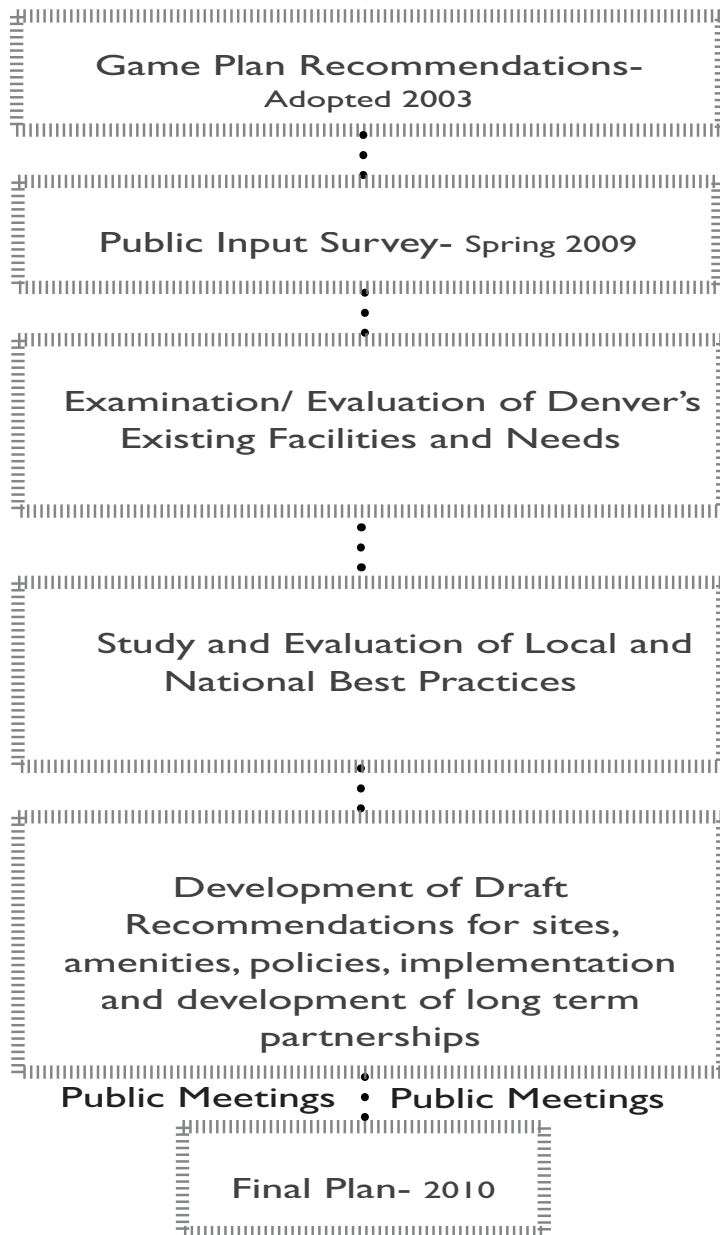 Game Plan Recommendations-
Adopted 2003
Public Input Survey- Spring 2009
Examination/ Evaluation of Denver's
Existing Facilities and Needs
Study and Evaluation of Local and
National Best Practices
Development of Draft
Recommendations for sites,
amenities, policies, implementation
and development of long term
partnerships
Public Meetings Public Meetings
Final Plan- 2010